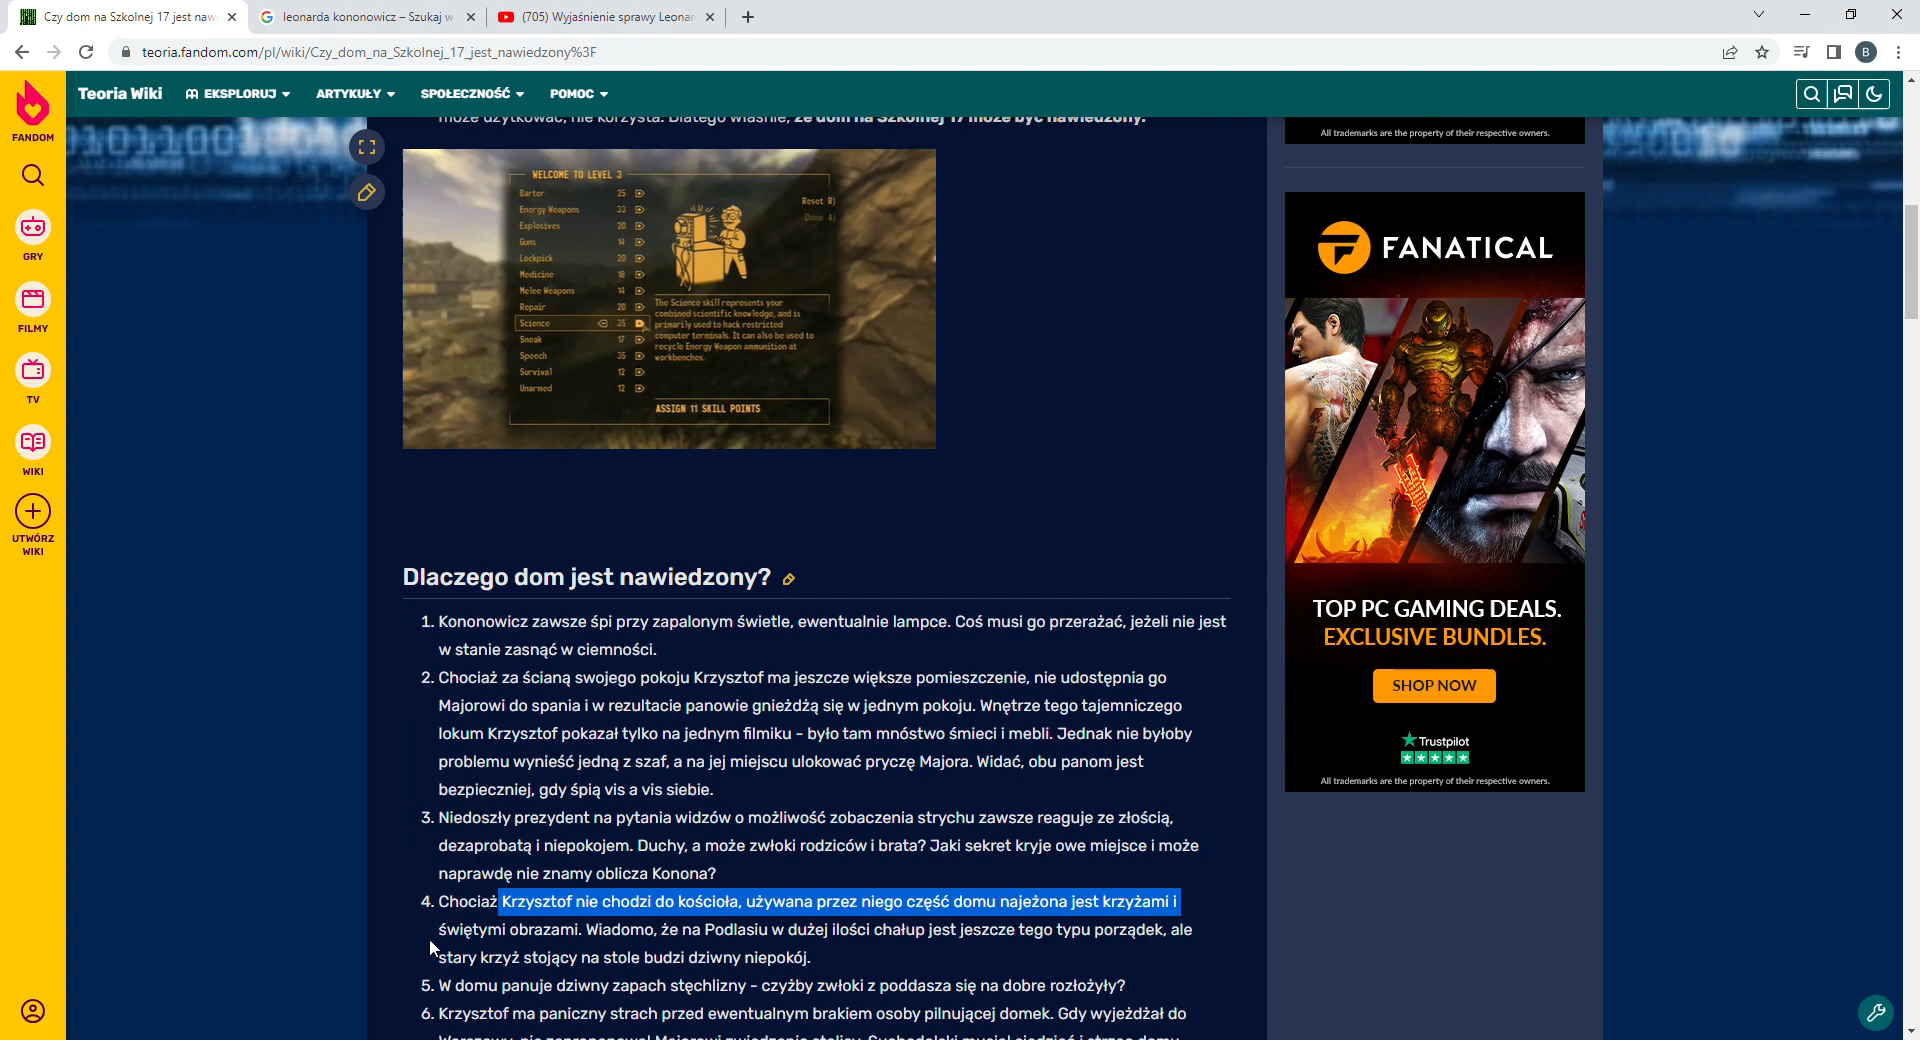 Czy dom na Szkolnej 17 jest naw
leonarda kononowicz – Szukaj w
(705) Wyjaśnienie sprawy Leonar
teoria.fandom.com/pl/wiki/Czy_dom_na_Szkolnej_17_jest_nawiedzony%3F
B
FANDOM
GRY
FILMY
TV
WIKI
UTWÓRZ
WIKI
Teoria Wiki
EKSPLORUJ
ARTYKUŁY
SPOŁECZNOŚĆ
POMOC
może użytkować, nie korzysta. Dlatego właśnie, że dom na Szkolnej 17 może być nawiedzony.
WELCOME TO LEVEL 3
Barter 25
Energy Weapons 33
Explosives 20
Guns 14
Lockpick 20
Medicine 18
Melee Weapons 14
Repair 20
Science 35
Sneak 17
Speech 35
Survival 12
Unarmed 12
Reset R)
Done A)
The Science skill represents your
combined scientific knowledge, and is
primarily used to hack restricted
computer terminals. It can also be used to
recycle Energy Weapon ammunition at
workbenches.
ASSIGN 11 SKILL POINTS
Dlaczego dom jest nawiedzony?
1. Kononowicz zawsze śpi przy zapalonym świetle, ewentualnie lampce. Coś musi go przerażać, jeżeli nie jest
w stanie zasnąć w ciemności.
2. Chociaż za ścianą swojego pokoju Krzysztof ma jeszcze większe pomieszczenie, nie udostępnia go
Majorowi do spania i w rezultacie panowie gnieżdżą się w jednym pokoju. Wnętrze tego tajemniczego
lokum Krzysztof pokazał tylko na jednym filmiku - było tam mnóstwo śmieci i mebli. Jednak nie byłoby
problemu wynieść jedną z szaf, a na jej miejscu ulokować pryczę Majora. Widać, obu panom jest
bezpieczniej, gdy śpią vis a vis siebie.
3. Niedoszły prezydent na pytania widzów o możliwość zobaczenia strychu zawsze reaguje ze złością,
dezaprobatą i niepokojem. Duchy, a może zwłoki rodziców i brata? Jaki sekret kryje owe miejsce i może
naprawdę nie znamy oblicza Konona?
4. Chociaż Krzysztof nie chodzi do kościoła, używana przez niego część domu najeżona jest krzyżami i
świętymi obrazami. Wiadomo, że na Podlasiu w dużej ilości chałup jest jeszcze tego typu porządek, ale
stary krzyż stojący na stole budzi dziwny niepokój.
5. W domu panuje dziwny zapach stęchlizny - czyżby zwłoki z poddasza się na dobre rozłożyły?
6. Krzysztof ma paniczny strach przed ewentualnym brakiem osoby pilnującej domek. Gdy wyjeżdżał do
All trademarks are the property of their respective owners.
FANATICAL
TOP PC GAMING DEALS.
EXCLUSIVE BUNDLES.
SHOP NOW
Trustpilot
All trademarks are the property of their respective owners.